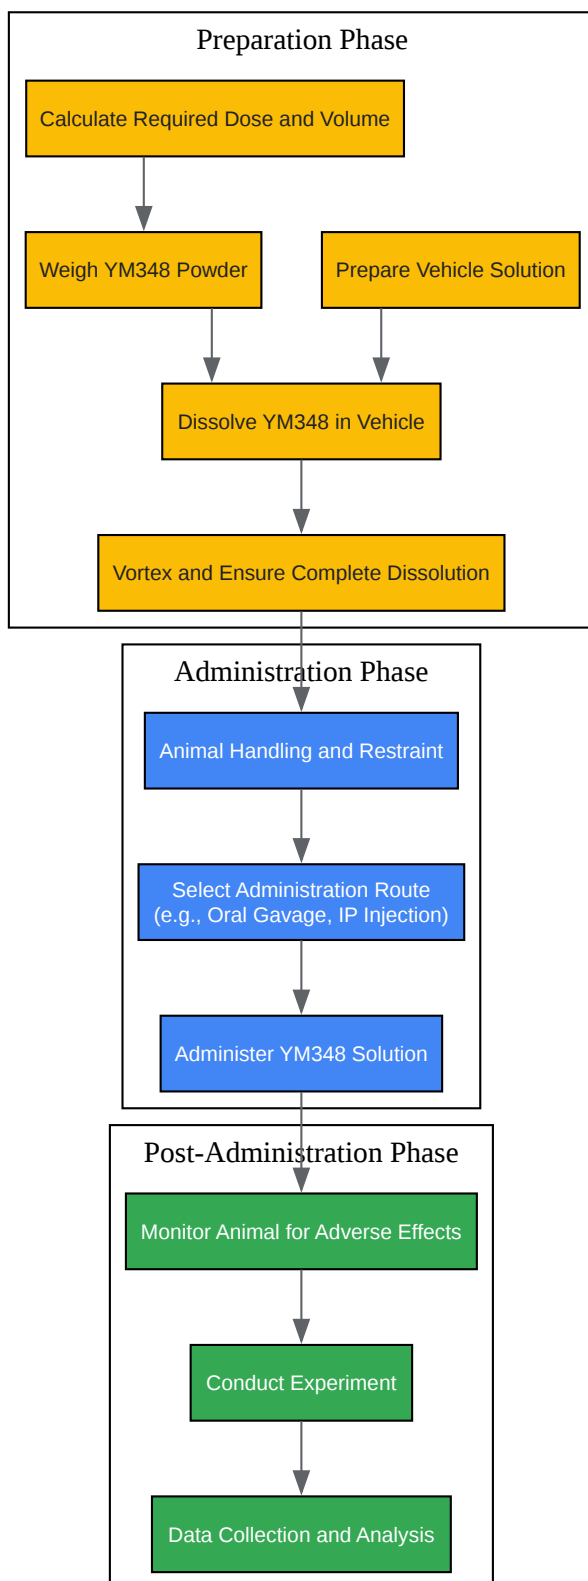 Preparation Phase
Calculate Required Dose and Volume
Weigh YM348 Powder
Prepare Vehicle Solution
Dissolve YM348 in Vehicle
Vortex and Ensure Complete Dissolution
Administration Phase
Animal Handling and Restraint
Select Administration Route
(e.g., Oral Gavage, IP Injection)
Administer YM348 Solution
Post-Administration Phase
Monitor Animal for Adverse Effects
Conduct Experiment
Data Collection and Analysis